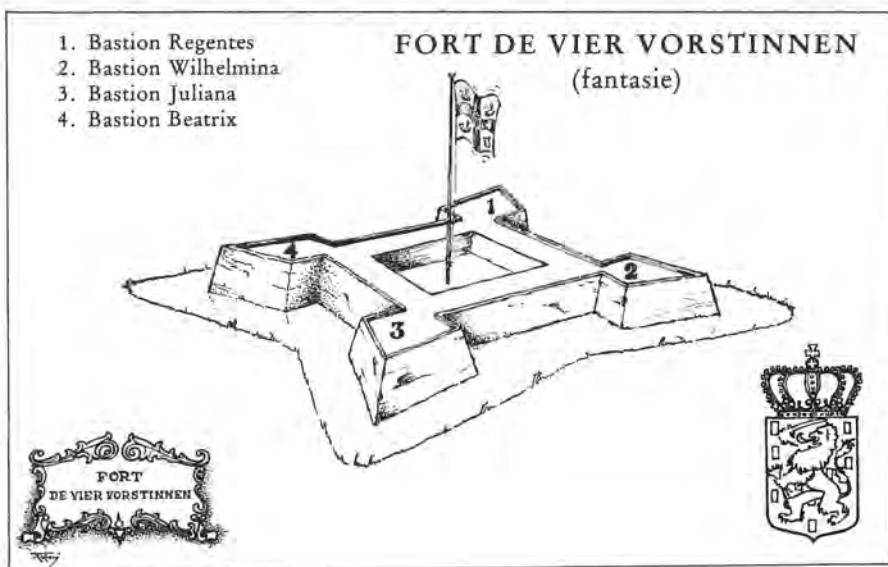 1. Bastion Regentes
2. Bastion Wilhelmina
3. Bastion Juliana
4. Bastion Beatrix
FORT DE VIER VORSTINNEN
(fantasie)
1
4
2
3
FORT
DE VIER VORSTINNEN